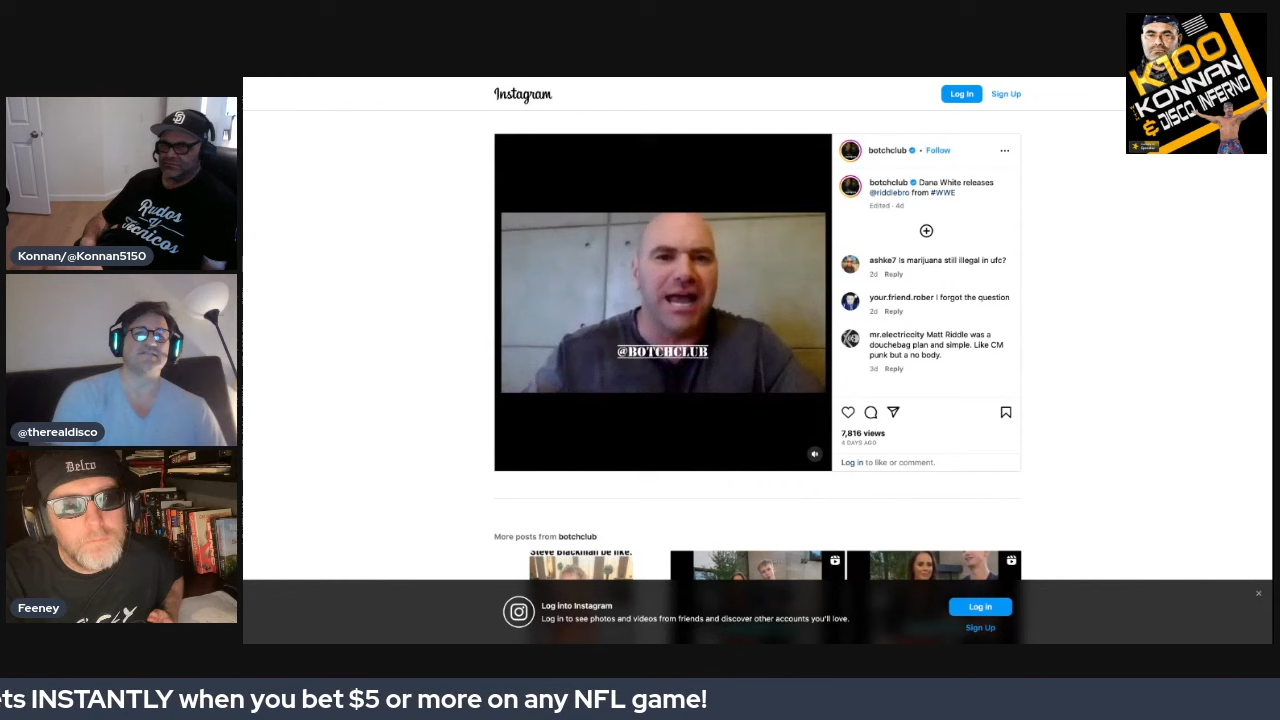 K100
KONNAN
& DISCO INFERNO
Instagram
Log In
Sign Up
botchclub • Follow
botchclub Dana White releases
@riddlebro from #WWE
Edited · 4d
ashke7 Is marijuana still illegal in ufc?
2d Reply
your.friend.rober I forgot the question
2d Reply
mr.electriccity Matt Riddle was a
douchebag plan and simple. Like CM
punk but a no body.
3d Reply
7,816 views
4 DAYS AGO
Log in to like or comment.
@BOTCHCLUB
Rudos
y
Tecnicos
Konnan/@Konnan5150
@therealdisco
Delco
Feeney
More posts from botchclub
Steve Blackman be like:
Log into Instagram
Log in to see photos and videos from friends and discover other accounts you'll love.
Log in
Sign Up
ets INSTANTLY when you bet $5 or more on any NFL game!